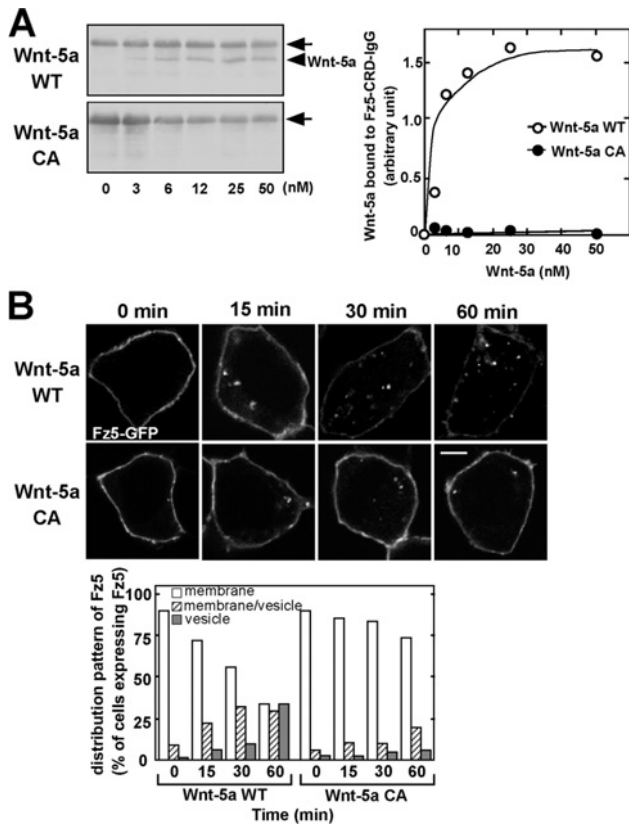 A
Wnt-5a WT
Wnt-5a
Wnt-5a CA
0 3 6 12 25 50 (nM)
Wnt-5a bound to Fz5-CRD-IgG
(arbitrary unit)
1.5
1.0
0.5
0
Wnt-5a WT
Wnt-5a CA
0 10 20 30 40 50
Wnt-5a (nM)
B
0 min 15 min 30 min 60 min
Wnt-5a WT
Fz5-GFP
Wnt-5a CA
distribution pattern of Fz5
(% of cells expressing Fz5)
100
75
50
25
0
membrane
membrane/vesicle
vesicle
0 15 30 60 0 15 30 60
Wnt-5a WT Wnt-5a CA
Time (min)